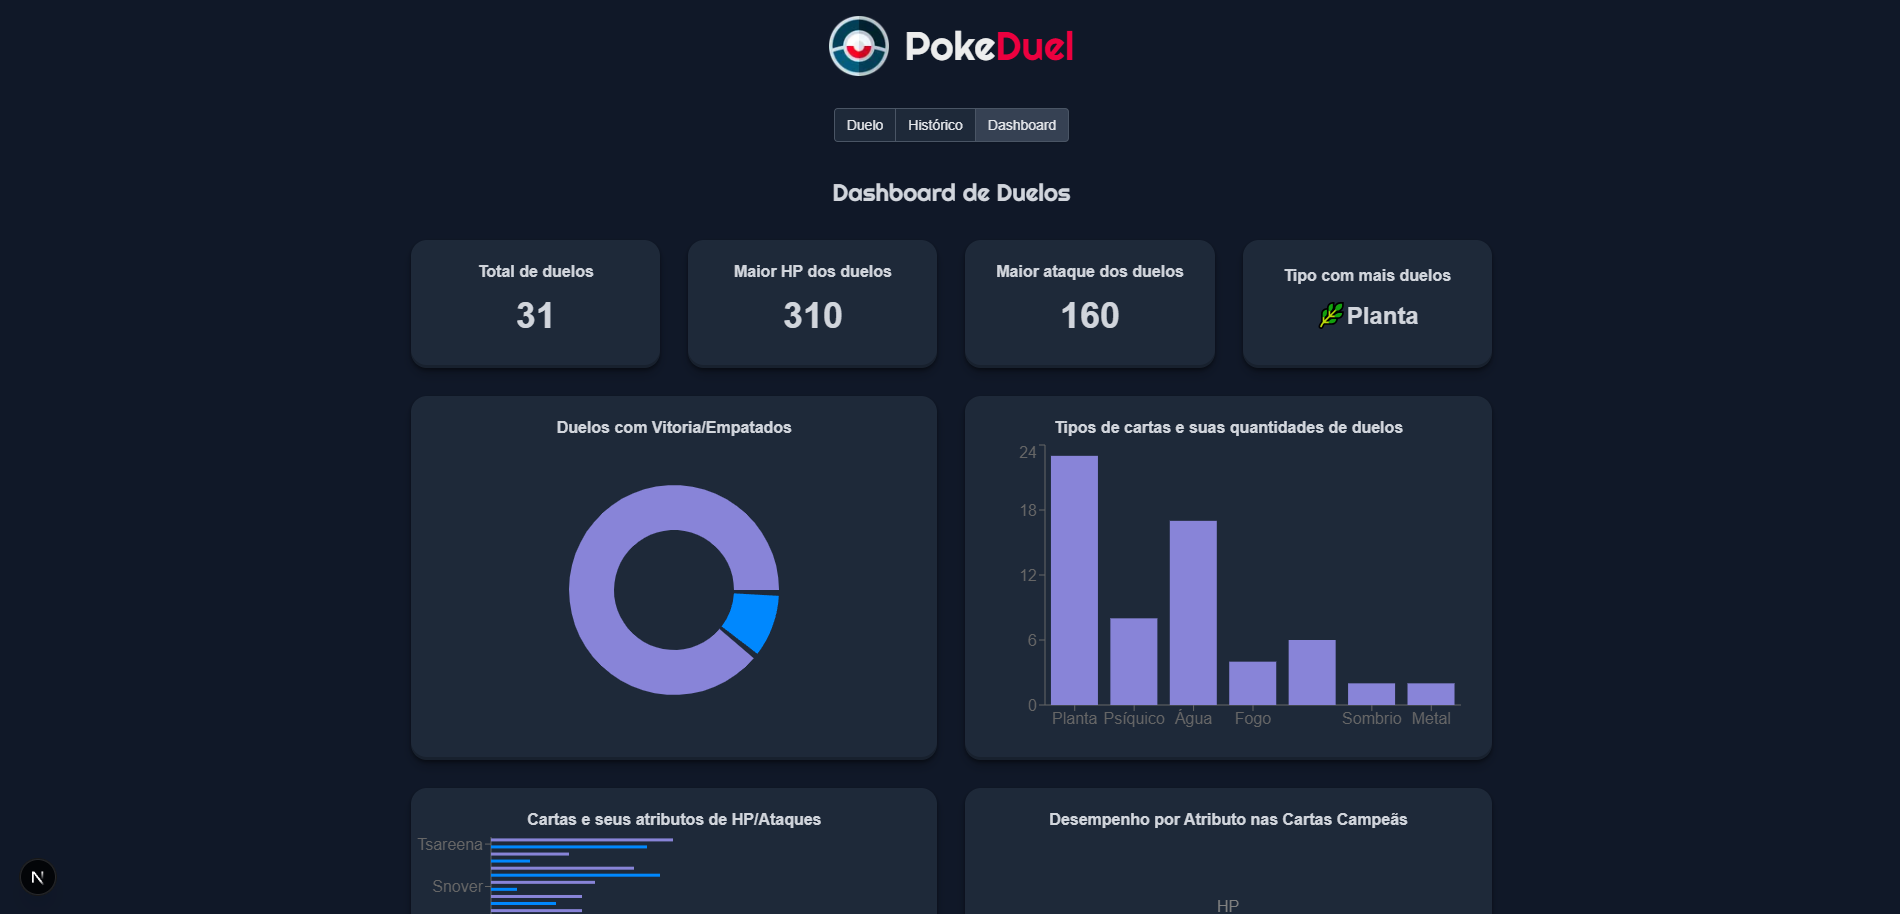 PokeDuel
Duelo Histórico Dashboard
Dashboard de Duelos
Total de duelos
31
Maior HP dos duelos
310
Maior ataque dos duelos
160
Tipo com mais duelos
Planta
Duelos com Vitoria/Empatados
Tipos de cartas e suas quantidades de duelos
24
18
12
6
0
Planta Psíquico Água Fogo Sombrio Metal
Cartas e seus atributos de HP/Ataques
Tsareena
Snover
Desempenho por Atributo nas Cartas Campeãs
HP
N